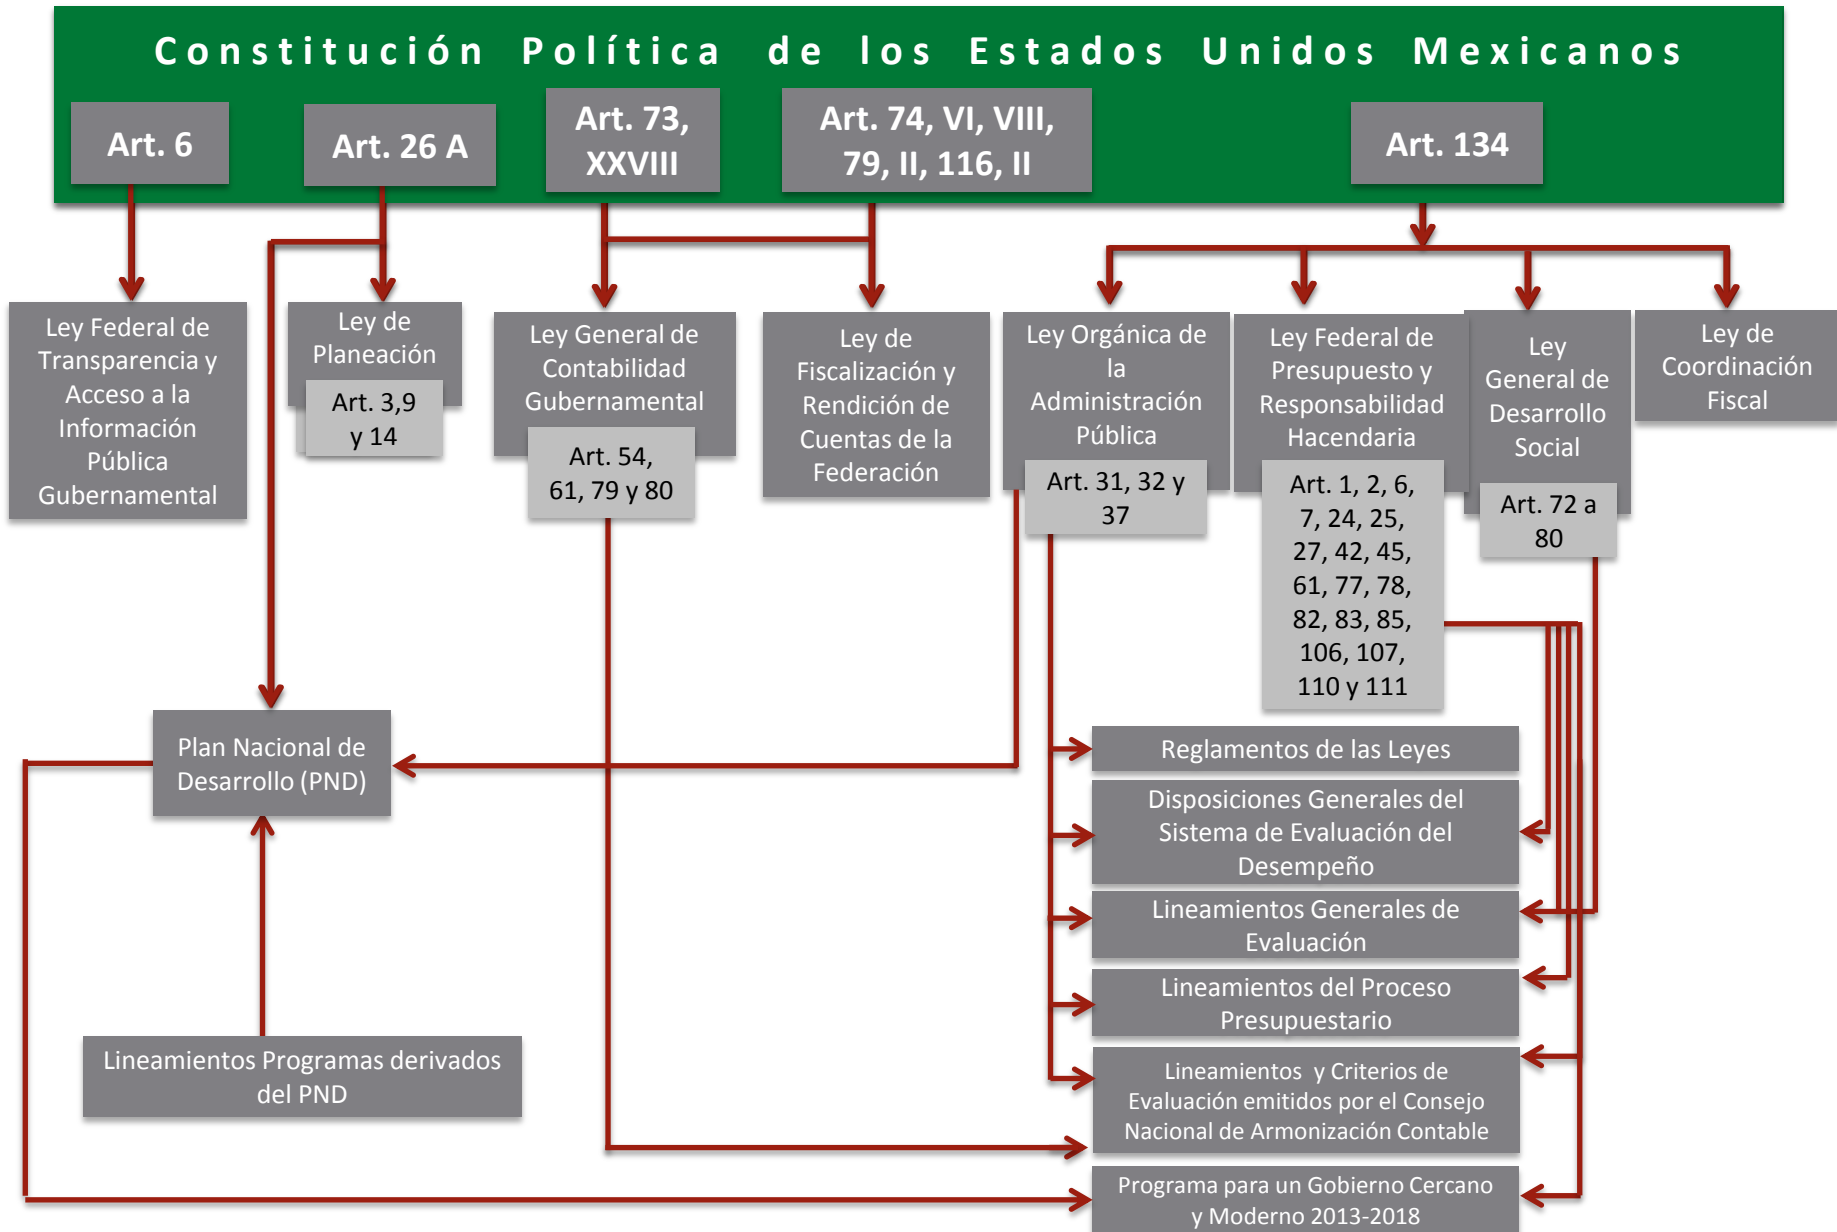 Constitución Política de los Estados Unidos Mexicanos
Art. 6
Art. 26 A
Art. 73,
XXVIII
Art. 74, VI, VIII,
79, II, 116, II
Art. 134
Ley Federal de
Transparencia y
Acceso a la
Información
Pública
Gubernamental
Ley de
Planeación
Art. 3,9
y 14
Ley General de
Contabilidad
Gubernamental
Art. 54,
61, 79 y 80
Ley de
Fiscalización y
Rendición de
Cuentas de la
Federación
Ley Orgánica de
la
Administración
Pública
Art. 31, 32 y
37
Ley Federal de
Presupuesto y
Responsabilidad
Hacendaria
Art. 1, 2, 6,
7, 24, 25,
27, 42, 45,
61, 77, 78,
82, 83, 85,
106, 107,
110 y 111
Ley
General de
Desarrollo
Social
Art. 72 a
80
Ley de
Coordinación
Fiscal
Plan Nacional de
Desarrollo (PND)
Lineamientos Programas derivados
del PND
Reglamentos de las Leyes
Disposiciones Generales del
Sistema de Evaluación del
Desempeño
Lineamientos Generales de
Evaluación
Lineamientos del Proceso
Presupuestario
Lineamientos y Criterios de
Evaluación emitidos por el Consejo
Nacional de Armonización Contable
Programa para un Gobierno Cercano
y Moderno 2013-2018